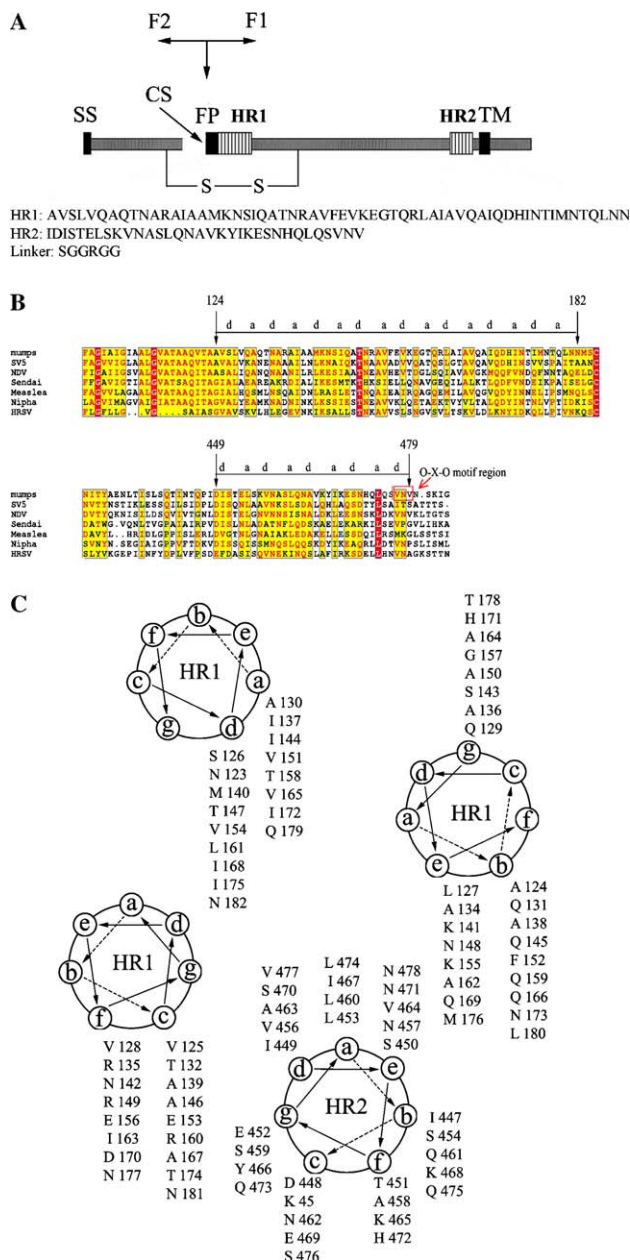 A
F2 F1
CS
SS FP HR1 HR2 TM
S S
HR1: AVSLVQAQTNARAIAAMKNSIQATNRAVFEVKEGTQRLAIAVQAIQDHINTIMNTQLNN
HR2: IDISTELSKVNASLQNAVKYIKESNHQLQSVNV
Linker: SGGRGG
B
124 182
d a d a d a d a d a d a d a d a
mumps
SV5
NDV
Sendai
Measlea
Nipha
HRSV
449 479
d a d a d a d a d
O-X-O motif region
mumps
SV5
NDV
Sendai
Measlea
Nipha
HRSV
C
b
f e
HR1
c a
g d
A 130
I 137
I 144
V 151
T 158
V 165
I 172
Q 179
S 126
N 123
M 140
T 147
V 154
L 161
I 168
I 175
N 182
T 178
H 171
A 164
G 157
A 150
S 143
A 136
Q 129
g
d c
HR1
a f
e b
L 127
A 134
K 141
N 148
K 155
A 162
Q 169
M 176
A 124
Q 131
A 138
Q 145
F 152
Q 159
Q 166
N 173
L 180
a
e d
HR1
b g
f c
V 128
R 135
N 142
R 149
E 156
I 163
D 170
N 177
V 125
T 132
A 139
A 146
E 153
R 160
A 167
T 174
N 181
V 477
S 470
A 463
V 456
I 449
L 474
I 467
L 460
L 453
N 478
N 471
V 464
N 457
S 450
a
d e
HR2
g b
c f
E 452
S 459
Y 466
Q 473
D 448
K 45
N 462
E 469
S 476
T 451
A 458
K 465
H 472
I 447
S 454
Q 461
K 468
Q 475